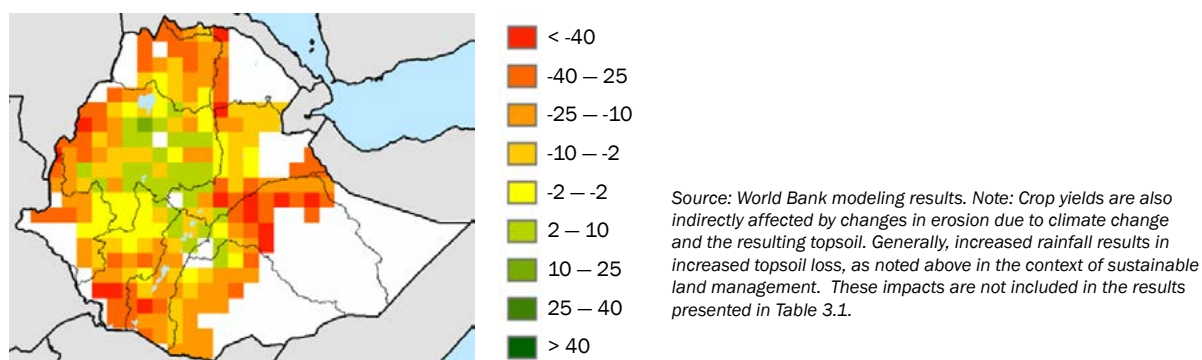 < -40
-40 — 25
-25 — -10
-10 — -2
-2 — -2
2 — 10
10 — 25
25 — 40
> 40
Source: World Bank modeling results. Note: Crop yields are also
indirectly affected by changes in erosion due to climate change
and the resulting topsoil. Generally, increased rainfall results in
increased topsoil loss, as noted above in the context of sustainable
land management. These impacts are not included in the results
presented in Table 3.1.